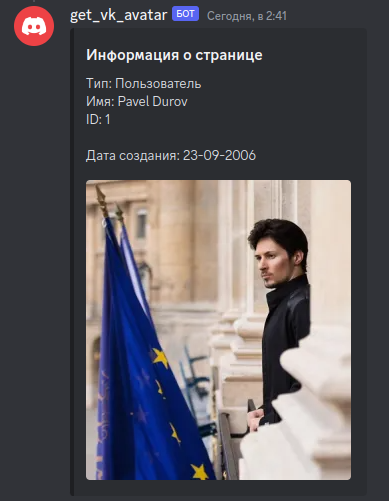 get_vk_avatar БОТ Сегодня, в 2:41
Информация о странице
Тип: Пользователь
Имя: Pavel Durov
ID: 1
Дата создания: 23-09-2006